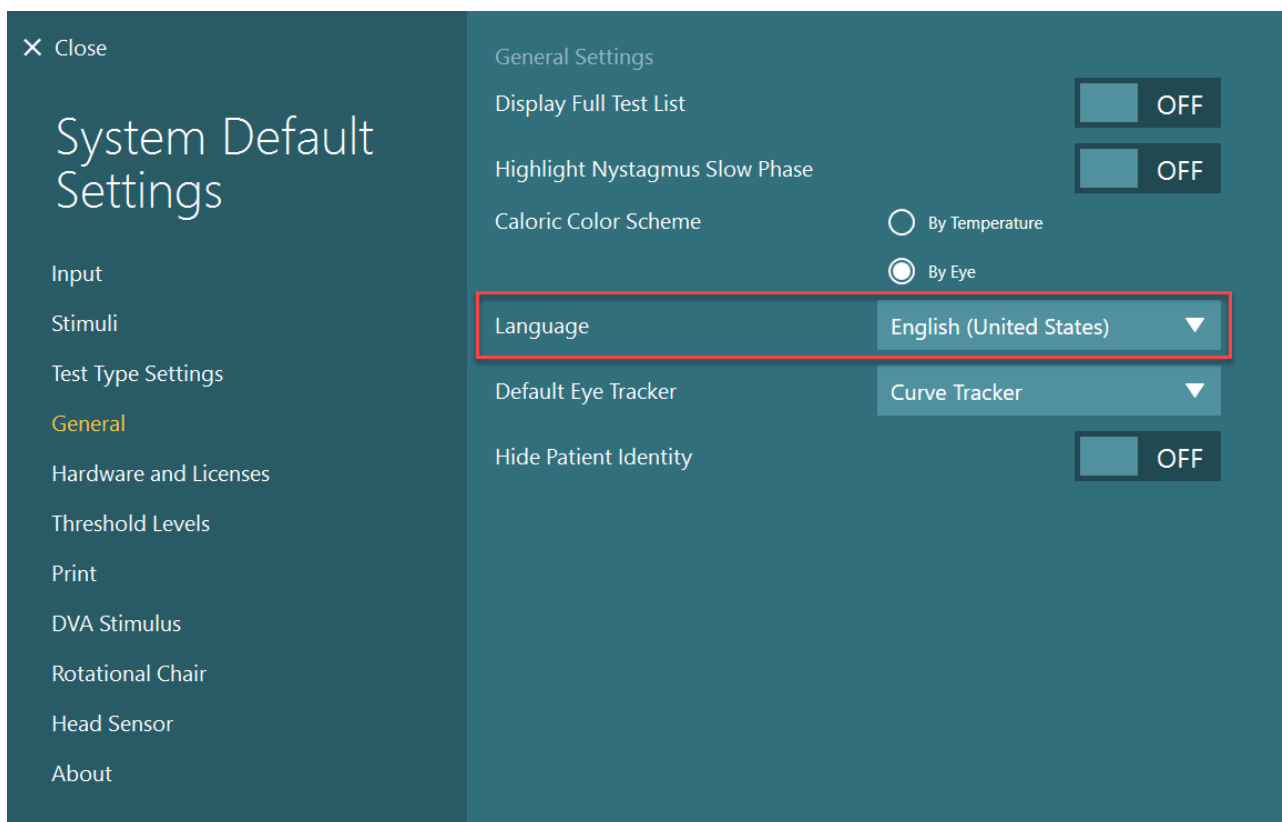 Close
System Default
Settings
Input
Stimuli
Test Type Settings
General
Hardware and Licenses
Threshold Levels
Print
DVA Stimulus
Rotational Chair
Head Sensor
About
General Settings
Display Full Test List OFF
Highlight Nystagmus Slow Phase OFF
Caloric Color Scheme By Temperature
By Eye
Language English (United States)
Default Eye Tracker Curve Tracker
Hide Patient Identity OFF